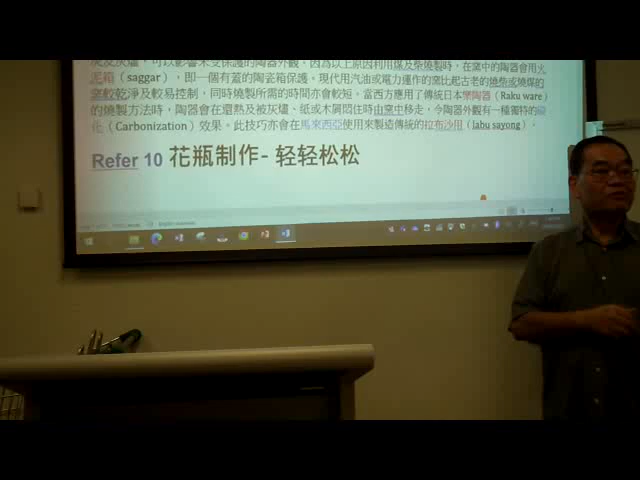 灰及灰爐，可以影響未受保護的陶器外觀。因為以上原因利用煤及柴燒製時，在窯中的陶器會用火
泥箱（saggar），即一個有蓋的陶瓷箱保護。現代用汽油或電力運作的窯比起古老的燒柴或燒煤的
窯較乾淨及較易控制，同時燒製所需的時間亦會較短。當西方應用了傳統日本樂陶器（Raku ware）
的燒製方法時，陶器會在還熱及被灰爐、紙或木屑悶住時由窯中移走，令陶器外觀有一種獨特的
化（Carbonization）效果。此技巧亦會在馬來西亞使用來製造傳統的拉布沙用（labu sayong）。
Refer 10 花瓶制作- 轻轻松松